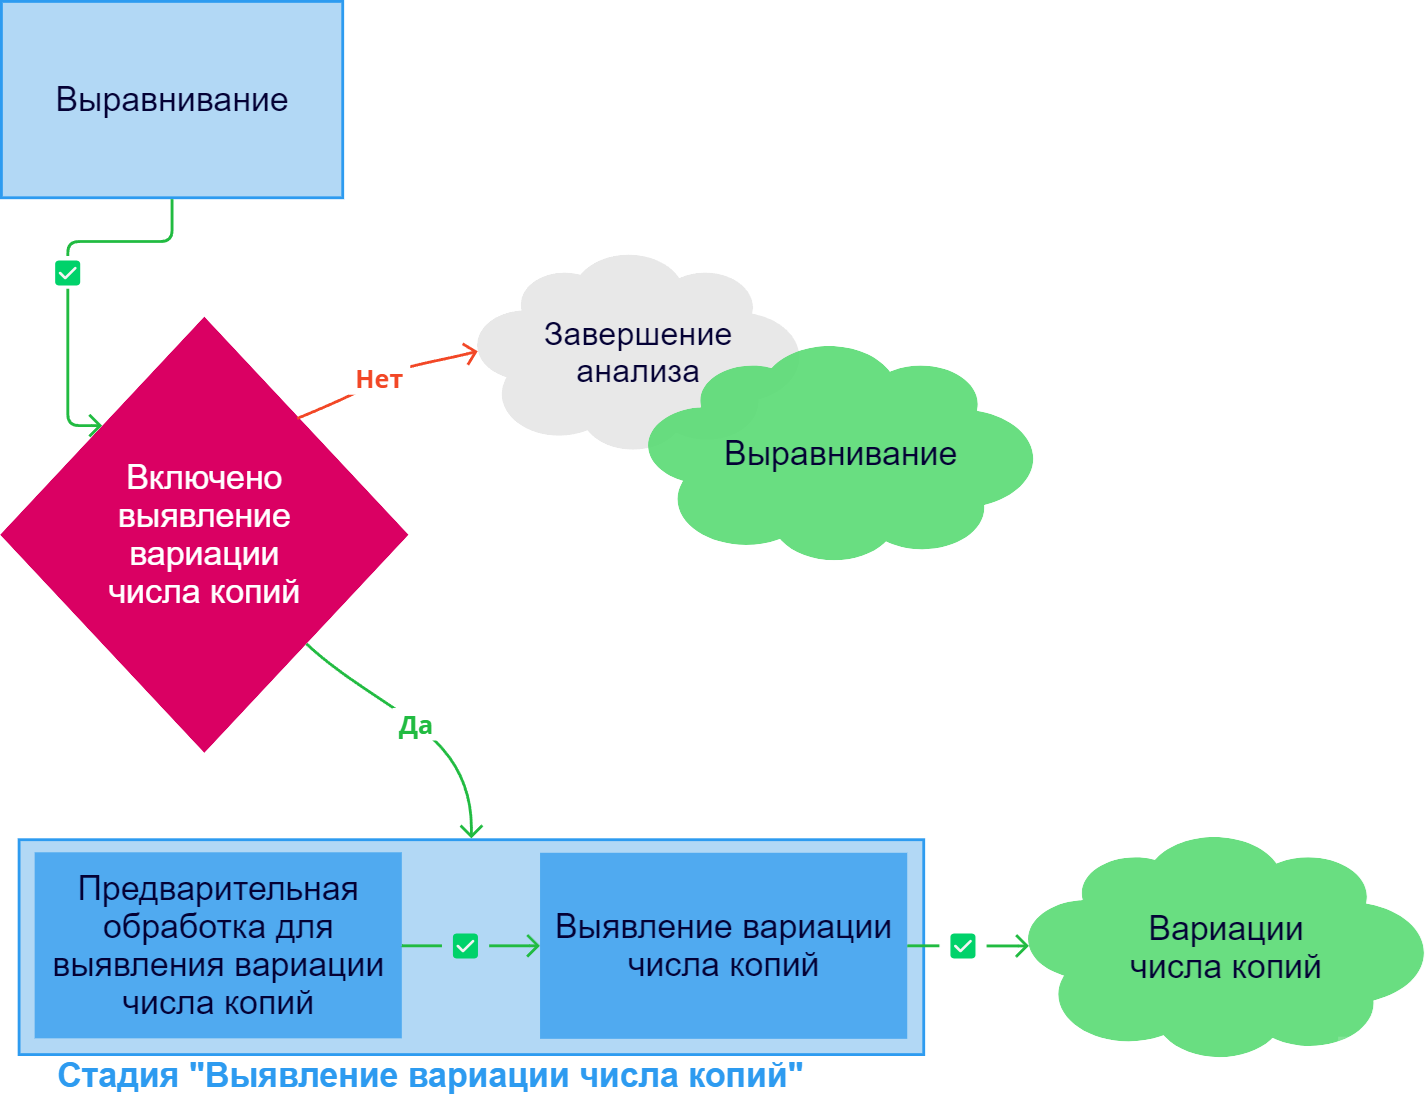 Выравнивание
Завершение
анализа
Нет
Выравнивание
Включено
выявление
вариации
числа копий
Да
Предварительная
обработка для
выявления вариации
числа копий
Выявление вариации
числа копий
Вариации
числа копий
Стадия "Выявление вариации числа копий"